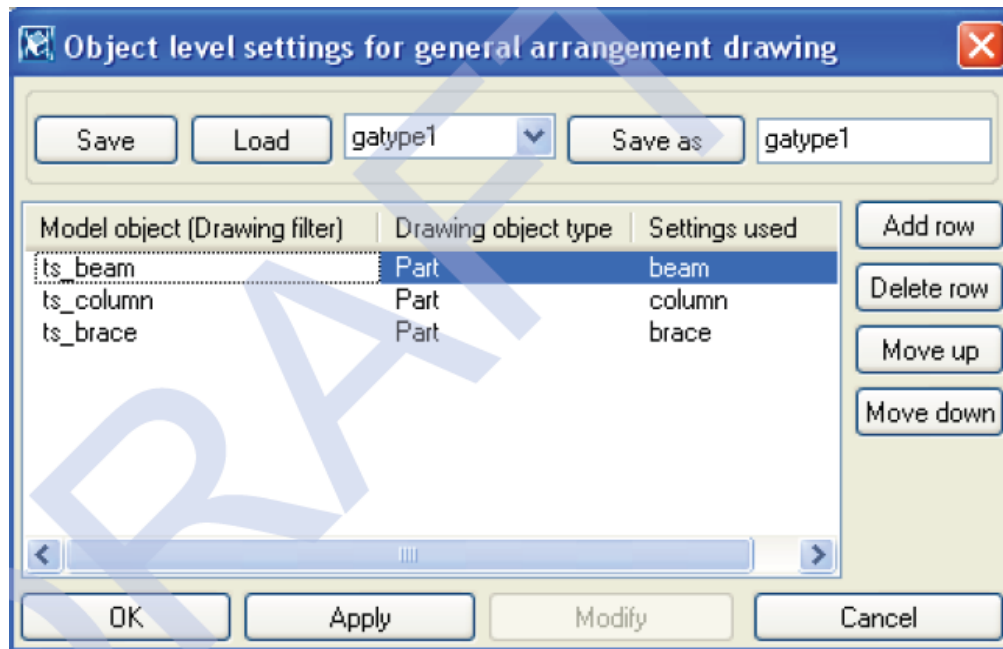 Object level settings for general arrangement drawing
Save Load gatype1 Save as gatype1
Model object (Drawing filter) Drawing object type Settings used Add row
ts_beam Part beam
ts_column Part column Delete row
ts_brace Part brace
Move up
Move down
OK Apply Modify Cancel
DRAFT